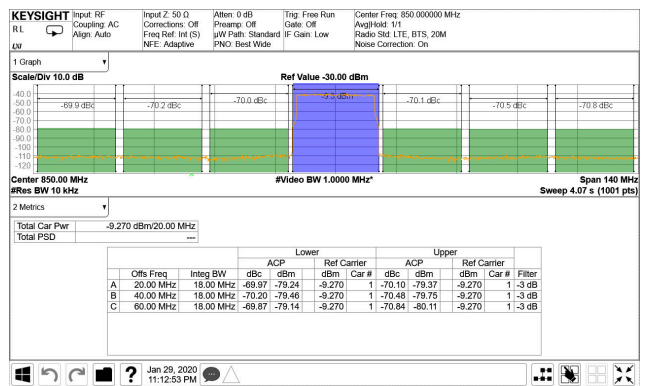 KEYSIGHT Input: RF Input Z: 50 Ω Atten: 0 dB Trig: Free Run Center Freq: 850.000000 MHz
RL Coupling: AC Corrections: Off Preamp: Off Gate: Off Avg|Hold: 1/1
Align: Auto Freq Ref: Int (S) µW Path: Standard IF Gain: Low Radio Std: LTE, BTS, 20M
LXI NFE: Adaptive PNO: Best Wide Noise Correction: On
1 Graph
Scale/Div 10.0 dB Ref Value -30.00 dBm
-40.0
-50.0
-60.0
-70.0
-80.0
-90.0
-100
-110
-120
-69.9 dBc -70.2 dBc -70.0 dBc -70.1 dBc -70.5 dBc -70.8 dBc
Center 850.00 MHz #Video BW 1.0000 MHz* Span 140 MHz
#Res BW 10 kHz Sweep 4.07 s (1001 pts)
2 Metrics
Total Car Pwr -9.270 dBm/20.00 MHz
Total PSD ---
Lower Upper
ACP Ref Carrier ACP Ref Carrier
Offs Freq Integ BW dBc dBm dBm Car # dBc dBm dBm Car # Filter
A 20.00 MHz 18.00 MHz -69.97 -79.24 -9.270 1 -70.10 -79.37 -9.270 1 -3 dB
B 40.00 MHz 18.00 MHz -70.20 -79.46 -9.270 1 -70.48 -79.75 -9.270 1 -3 dB
C 60.00 MHz 18.00 MHz -69.87 -79.14 -9.270 1 -70.84 -80.11 -9.270 1 -3 dB
? Jan 29, 2020
11:12:53 PM